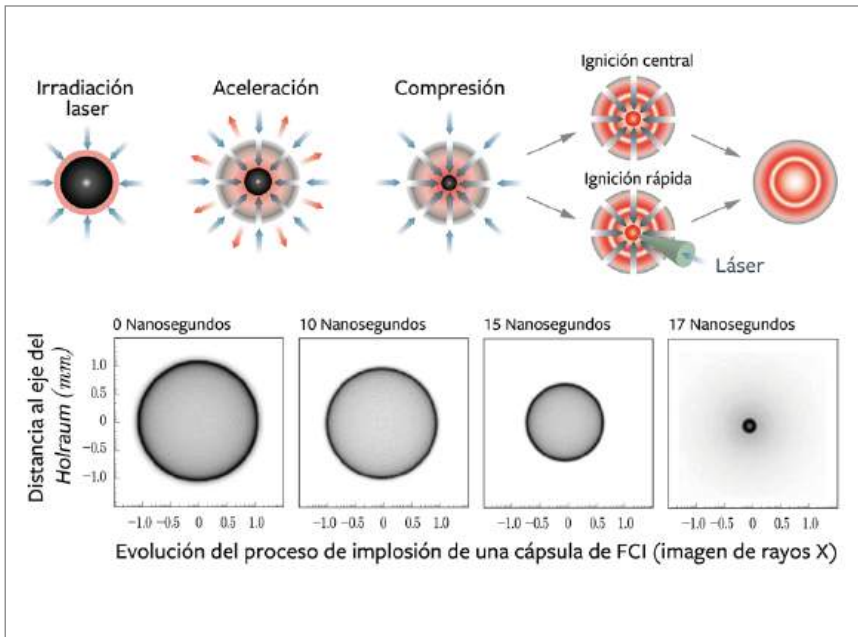 Irradiación
laser
Aceleración
Compresión
Ignición central
Ignición rápida
Láser
0 Nanosegundos
10 Nanosegundos
15 Nanosegundos
17 Nanosegundos
Distancia al eje del
Holraum (mm)
1.0
0.5
0
-0.5
-1.0
-1.0 -0.5 0 0.5 1.0
-1.0 -0.5 0 0.5 1.0
-1.0 -0.5 0 0.5 1.0
-1.0 -0.5 0 0.5 1.0
Evolución del proceso de implosión de una cápsula de FCI (imagen de rayos X)